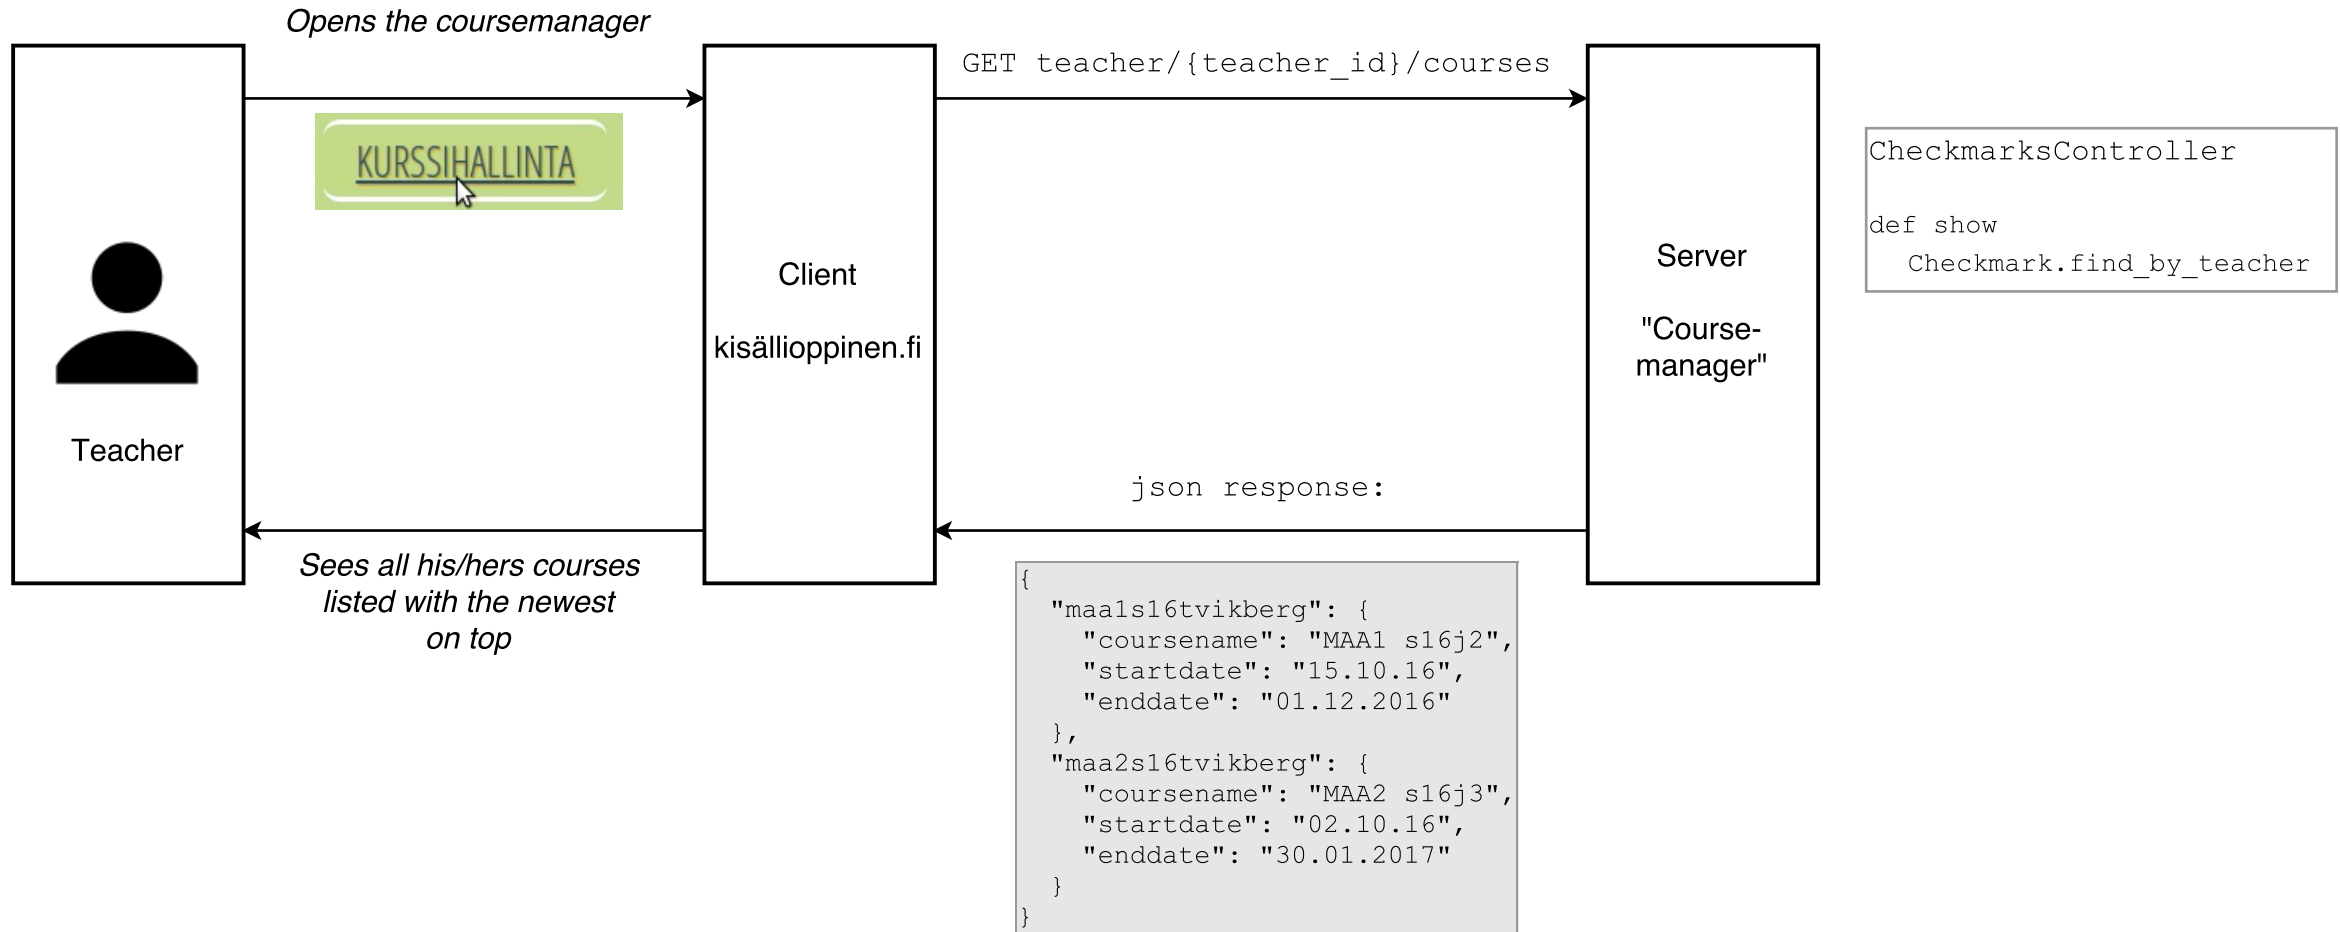 Opens the coursemanager
KURSSIHALLINTA
Teacher
Sees all his/hers courses
listed with the newest
on top
Client
kisällioppinen.fi
GET teacher/{teacher_id}/courses
json response:
{
"maa1s16tvikberg": {
"coursename": "MAA1 s16j2",
"startdate": "15.10.16",
"enddate": "01.12.2016"
},
"maa2s16tvikberg": {
"coursename": "MAA2 s16j3",
"startdate": "02.10.16",
"enddate": "30.01.2017"
}
}
Server
"Course-
manager"
CheckmarksController
def show
Checkmark.find_by_teacher